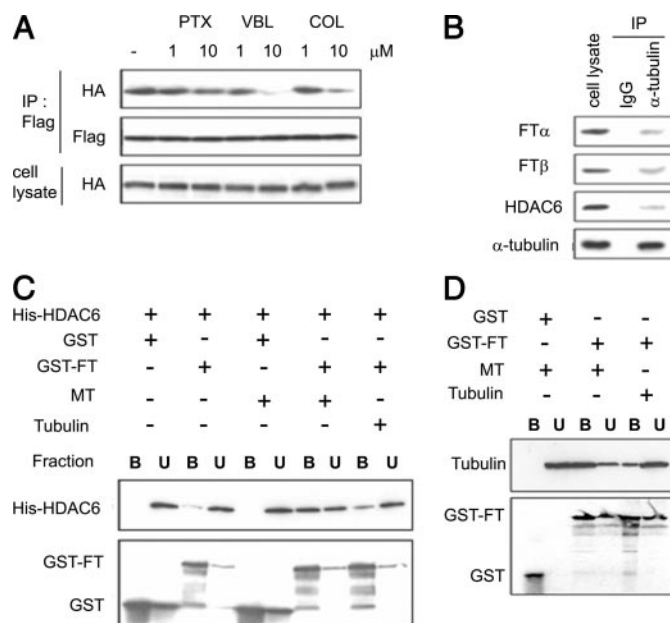 A
PTX VBL COL
- 1 10 1 10 1 10 μM
IP :
Flag
HA
Flag
cell
lysate
HA
B
IP
cell lysate
IgG
α-tubulin
FTα
FTβ
HDAC6
α-tubulin
C
His-HDAC6 + + + + +
GST + - + - -
GST-FT - + - + +
MT - - + + -
Tubulin - - - - +
Fraction B U B U B U B U B U
His-HDAC6
GST-FT
GST
D
GST + - -
GST-FT - + +
MT + + -
Tubulin - - +
B U B U B U
Tubulin
GST-FT
GST